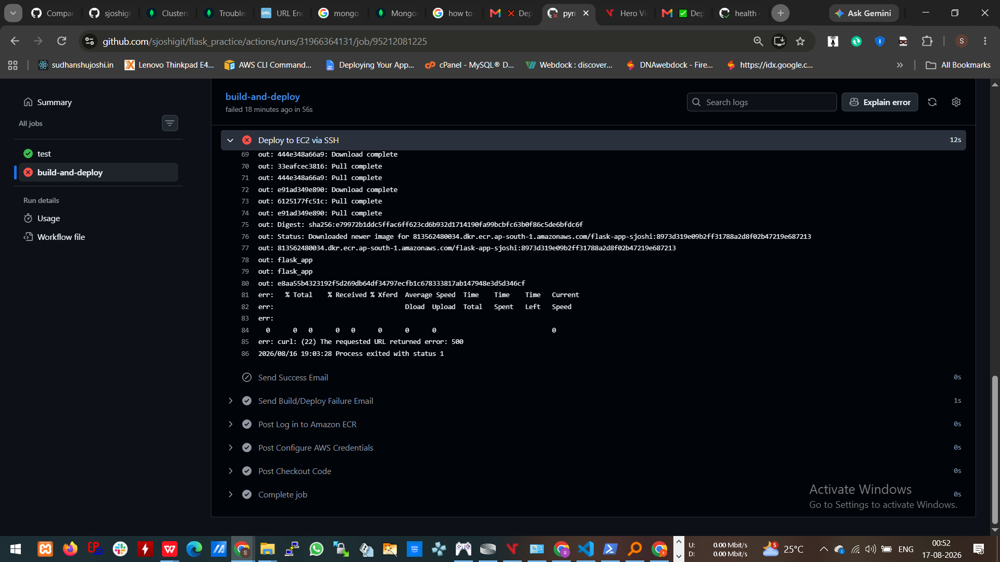 Compar
sjoshigi
Clusters
Trouble
URL
URL Enc
mongo
Mongo
how to
Dep
pyn
Hero Vi
Dep
health
Ask Gemini
github.com/sjoshigit/flask_practice/actions/runs/31966364131/job/95212081225
S
sudhanshujoshi.in
Lenovo Thinkpad E4...
AWS CLI Command...
Deploying Your App...
cPanel - MySQL® D...
Webdock : discover...
DNAwebdock - Fire...
https://idx.google.c...
»
All Bookmarks
Summary
All jobs
test
build-and-deploy
Run details
Usage
Workflow file
build-and-deploy
failed 18 minutes ago in 56s
Search logs
Explain error
Deploy to EC2 via SSH 12s
69 out: 444e348a66a9: Download complete
70 out: 33eafcec3816: Pull complete
71 out: 444e348a66a9: Pull complete
72 out: e91ad349e890: Download complete
73 out: 6125177fc51c: Pull complete
74 out: e91ad349e890: Pull complete
75 out: Digest: sha256:e79972b1ddc5ffac6ff623cd6b932d1714190fa99bcbfc63b0f86c5de6bfdc6f
76 out: Status: Downloaded newer image for 813562480034.dkr.ecr.ap-south-1.amazonaws.com/flask-app-sjoshi:8973d319e09b2ff31788a2d8f02b47219e687213
77 out: 813562480034.dkr.ecr.ap-south-1.amazonaws.com/flask-app-sjoshi:8973d319e09b2ff31788a2d8f02b47219e687213
78 out: flask_app
79 out: flask_app
80 out: e8aa55b4323192f5d269db64df34797ecfb1c678333817ab147948e3d5d346cf
81 err: % Total % Received % Xferd Average Speed Time Time Time Current
82 err: Dload Upload Total Spent Left Speed
83 err:
84 0 0 0 0 0 0 0 0 0
85 err: curl: (22) The requested URL returned error: 500
86 2026/08/16 19:03:28 Process exited with status 1
Send Success Email 0s
Send Build/Deploy Failure Email 1s
Post Log in to Amazon ECR 0s
Post Configure AWS Credentials 0s
Post Checkout Code 0s
Complete job 0s
Activate Windows
Go to Settings to activate Windows.
U: 0.00 Mbit/s
D: 0.00 Mbit/s
5
25°C
ENG
00:52
17-08-2026